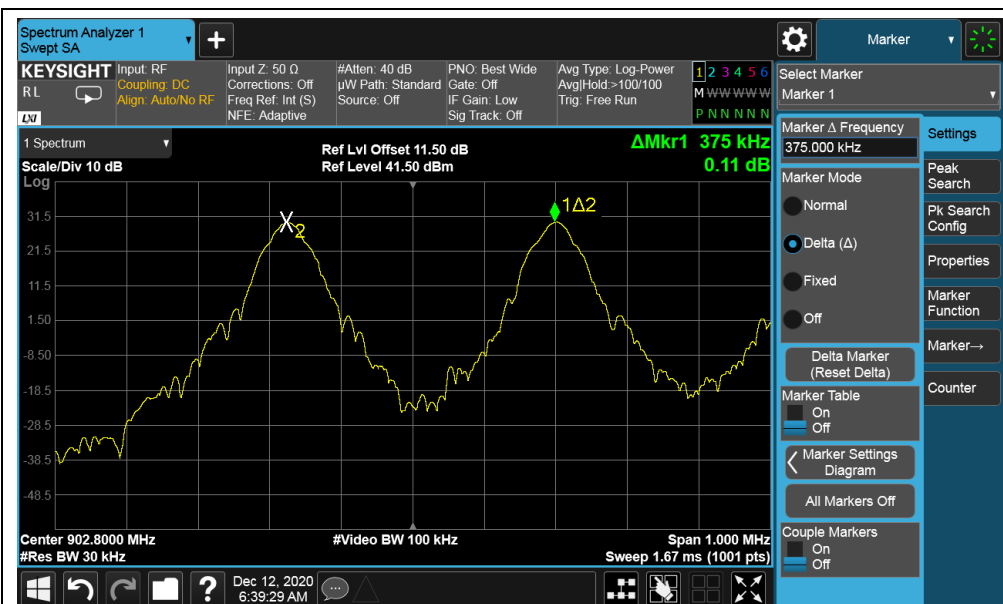 Spectrum Analyzer 1
Swept SA
+
Marker
KEYSIGHT
RL
LXI
Input: RF
Coupling: DC
Align: Auto/No RF
Input Z: 50 Ω
Corrections: Off
Freq Ref: Int (S)
NFE: Adaptive
#Atten: 40 dB
µW Path: Standard
Source: Off
PNO: Best Wide
Gate: Off
IF Gain: Low
Sig Track: Off
Avg Type: Log-Power
Avg|Hold:>100/100
Trig: Free Run
1 2 3 4 5 6
M W W W W W
P N N N N N
1 Spectrum
Scale/Div 10 dB
Log
Ref Lvl Offset 11.50 dB
Ref Level 41.50 dBm
ΔMkr1 375 kHz
0.11 dB
31.5
21.5
11.5
1.50
-8.50
-18.5
-28.5
-38.5
-48.5
X2
1Δ2
Center 902.8000 MHz
#Res BW 30 kHz
#Video BW 100 kHz
Span 1.000 MHz
Sweep 1.67 ms (1001 pts)
Select Marker
Marker 1
Marker Δ Frequency
375.000 kHz
Marker Mode
Normal
Delta (Δ)
Fixed
Off
Delta Marker
(Reset Delta)
Marker Table
On
Off
Marker Settings
Diagram
All Markers Off
Couple Markers
On
Off
Settings
Peak
Search
Pk Search
Config
Properties
Marker
Function
Marker→
Counter
?
Dec 12, 2020
6:39:29 AM